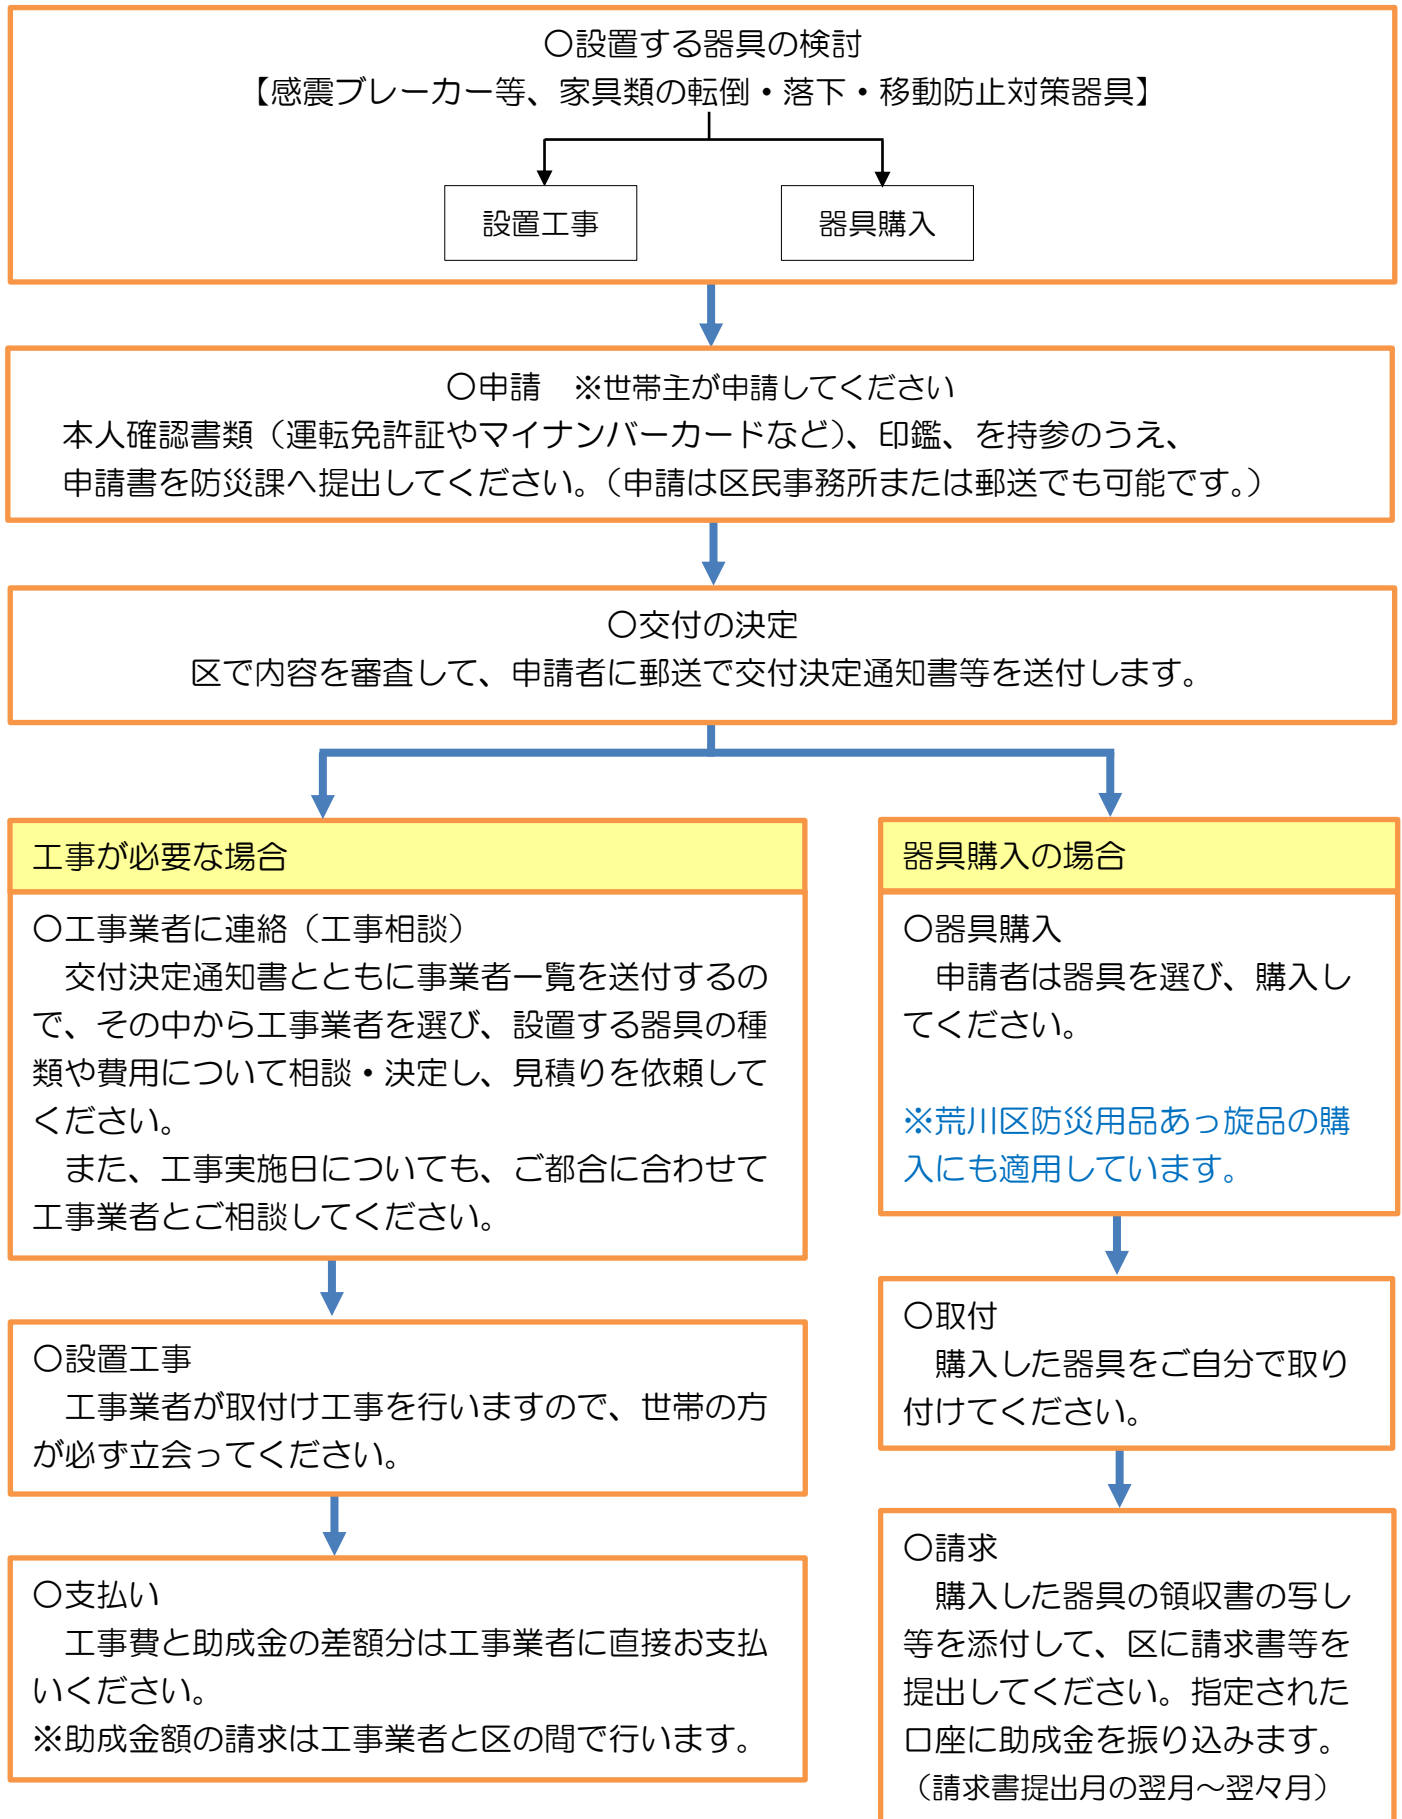 〇設置する器具の検討
【感震ブレーカー等、家具類の転倒・落下・移動防止対策器具】
設置工事
器具購入
〇申請　※世帯主が申請してください
本人確認書類（運転免許証やマイナンバーカードなど）、印鑑、を持参のうえ、
申請書を防災課へ提出してください。（申請は区民事務所または郵送でも可能です。）
〇交付の決定
区で内容を審査して、申請者に郵送で交付決定通知書等を送付します。
工事が必要な場合
〇工事業者に連絡（工事相談）
交付決定通知書とともに事業者一覧を送付するの
で、その中から工事業者を選び、設置する器具の種
類や費用について相談・決定し、見積りを依頼して
ください。
また、工事実施日についても、ご都合に合わせて
工事業者とご相談してください。
〇設置工事
工事業者が取付け工事を行いますので、世帯の方
が必ず立会ってください。
〇支払い
工事費と助成金の差額分は工事業者に直接お支払
いください。
※助成金額の請求は工事業者と区の間で行います。
器具購入の場合
〇器具購入
申請者は器具を選び、購入し
てください。
※荒川区防災用品あっ旋品の購
入にも適用しています。
〇取付
購入した器具をご自分で取り
付けてください。
〇請求
購入した器具の領収書の写し
等を添付して、区に請求書等を
提出してください。指定された
口座に助成金を振り込みます。
（請求書提出月の翌月～翌々月）